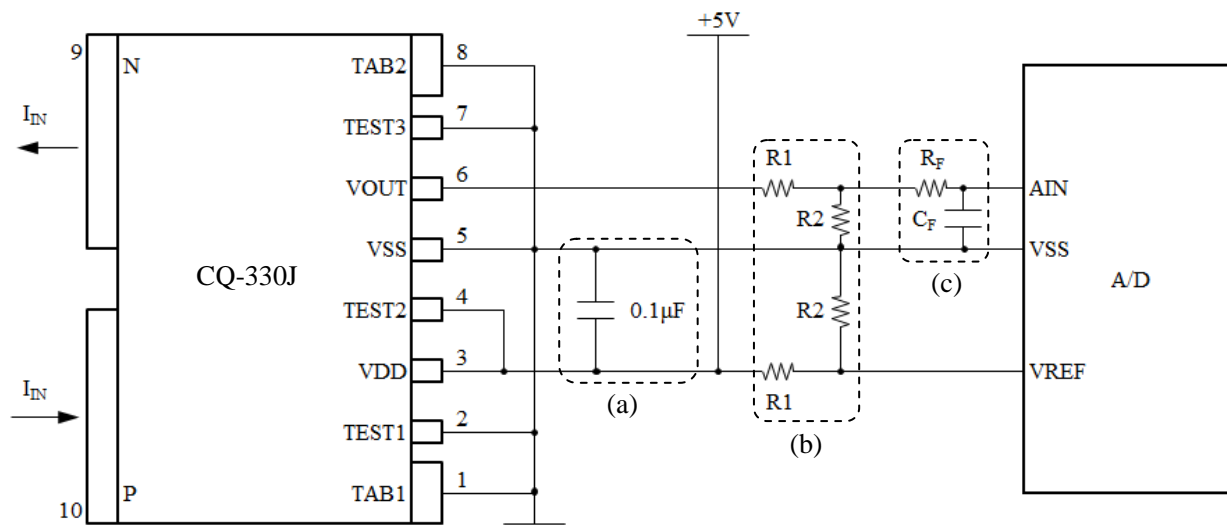 +5V
9
N
TAB2
8
I_IN
TEST3
7
R1
R_F
VOUT
6
AIN
R2
C_F
VSS
5
VSS
CQ-330J
(c)
A/D
TEST2
4
0.1μF
R2
VDD
3
VREF
I_IN
(a)
R1
TEST1
2
(b)
P
TAB1
1
10